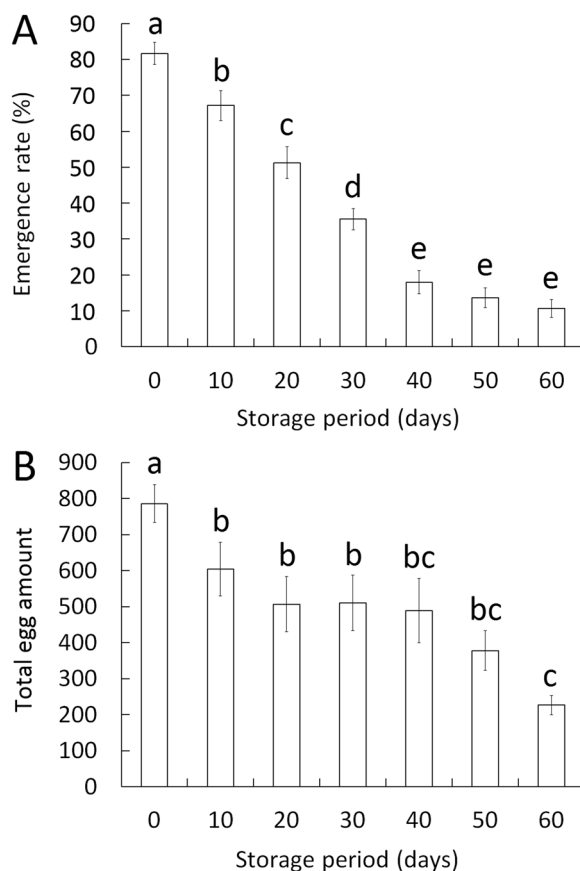 A
Emergence rate (%)
90
80
70
60
50
40
30
20
10
0
a
b
c
d
e
e
e
0 10 20 30 40 50 60
Storage period (days)
B
Total egg amount
900
800
700
600
500
400
300
200
100
0
a
b
b
b
bc
bc
c
0 10 20 30 40 50 60
Storage period (days)